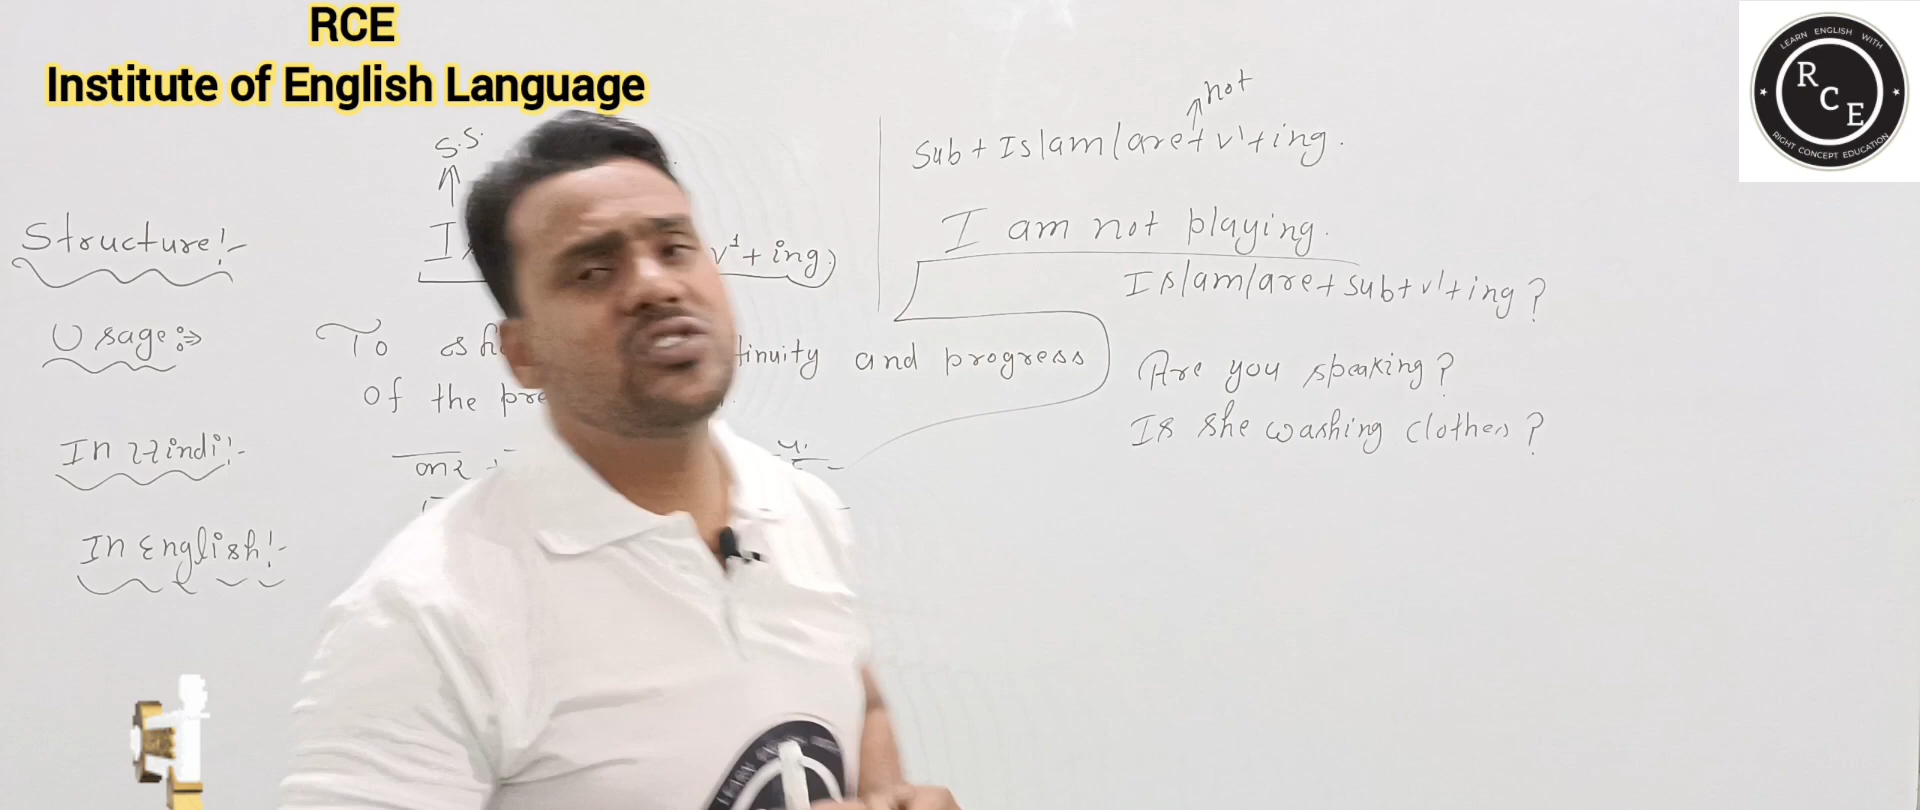 RCE
Institute of English Language
LEARN ENGLISH WITH
R C E
RIGHT CONCEPT EDUCATION
not
S.S.
Sub + Is/am/are + v1 + ing.
Structure:-
v1 + ing)
I am not playing.
Is/am/are + sub + v1 + ing ?
Usage:⇒
To
tinuity and progress
of the
Are you speaking ?
Is she washing clothes ?
In Hindi:-
In English:-